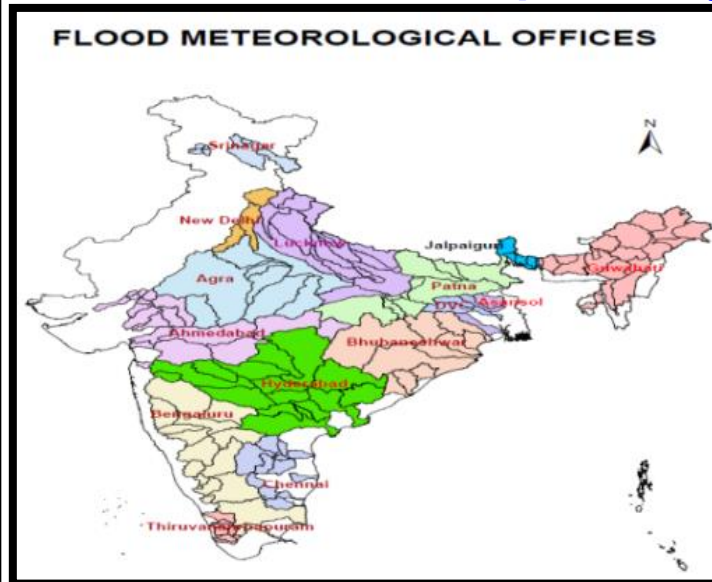 FLOOD METEOROLOGICAL OFFICES
N
Srinagar
New Delhi
Lucknow
Jalpaiguri
Guwahati
Agra
Patna
DVC Asansol
Ahmedabad
Bhubaneshwar
Hyderabad
Bengaluru
Chennai
Thiruvananthapuram